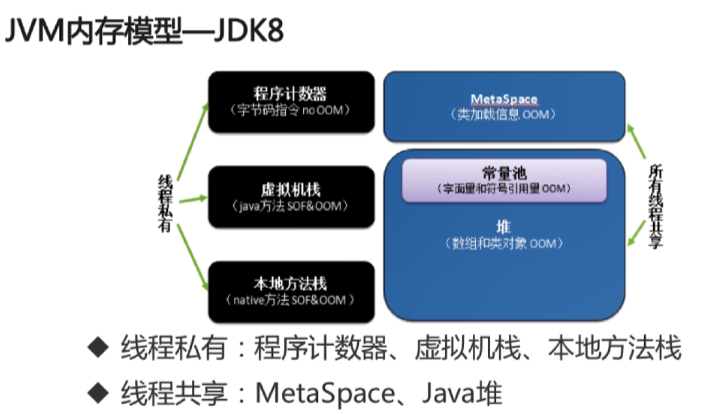 JVM内存模型—JDK8
程序计数器
（字节码指令 no OOM）
MetaSpace
（类加载信息 OOM）
常量池
（字面量和符号引用量 OOM）
线程私有
虚拟机栈
（java方法 SOF&OOM）
堆
（数组和类对象 OOM）
所有线程共享
本地方法栈
（native方法 SOF&OOM）
◆ 线程私有：程序计数器、虚拟机栈、本地方法栈
◆ 线程共享：MetaSpace、Java堆